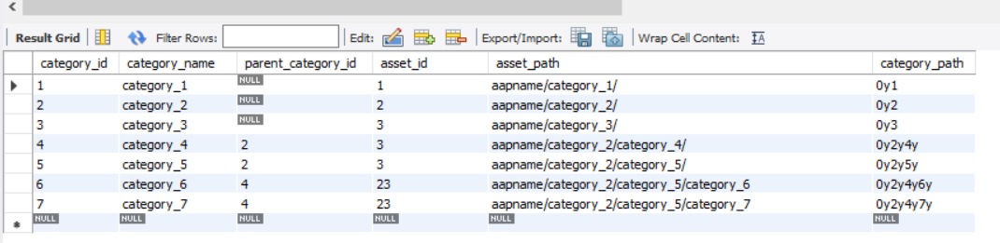 Result Grid Filter Rows: Edit: Export/Import: Wrap Cell Content: IA
category_id category_name parent_category_id asset_id asset_path category_path
1 category_1 NULL 1 aapname/category_1/ 0y1
2 category_2 NULL 2 aapname/category_2/ 0y2
3 category_3 NULL 3 aapname/category_3/ 0y3
4 category_4 2 3 aapname/category_2/category_4/ 0y2y4y
5 category_5 2 3 aapname/category_2/category_5/ 0y2y5y
6 category_6 4 23 aapname/category_2/category_5/category_6 0y2y4y6y
7 category_7 4 23 aapname/category_2/category_5/category_7 0y2y4y7y
NULL NULL NULL NULL NULL NULL